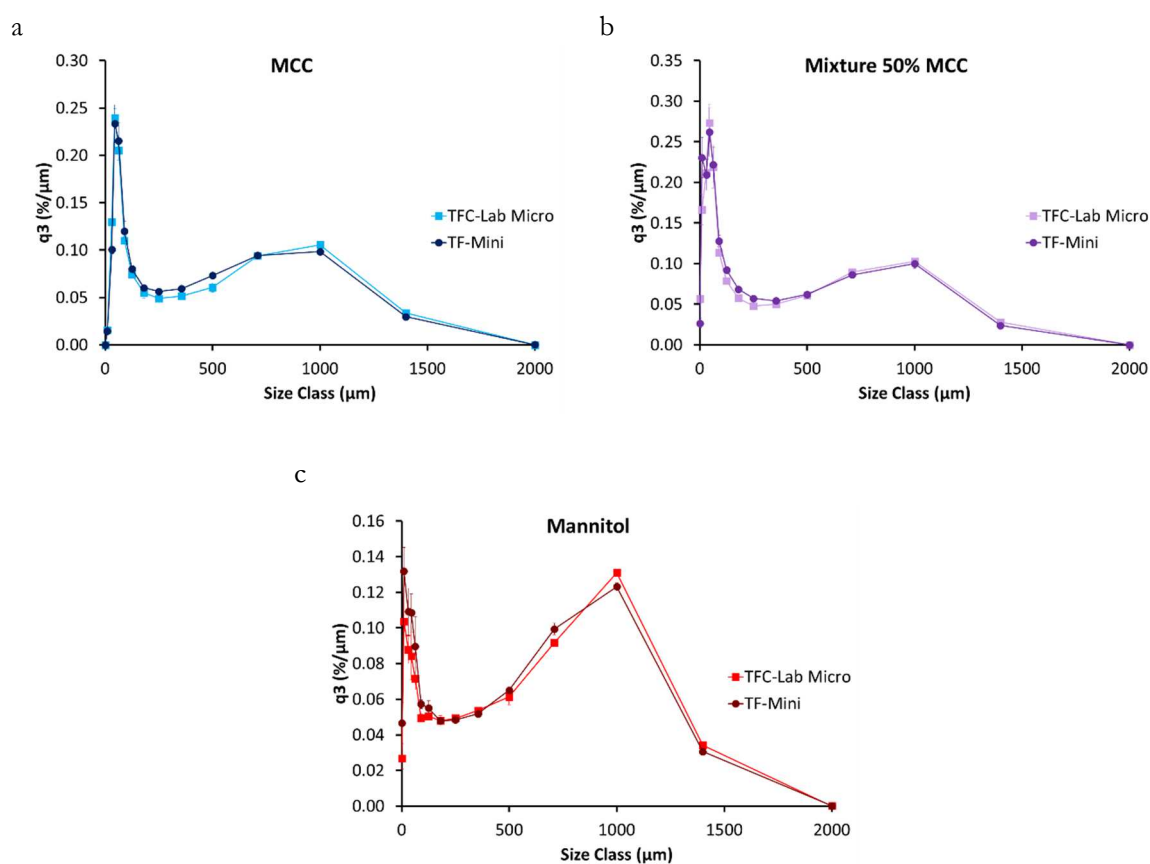 a
MCC
0.30
0.25
0.20
0.15
0.10
0.05
0.00
q3 (%/μm)
0
500
1000
1500
2000
Size Class (μm)
TFC-Lab Micro
TF-Mini
b
Mixture 50% MCC
0.35
0.30
0.25
0.20
0.15
0.10
0.05
0.00
q3 (%/μm)
0
500
1000
1500
2000
Size Class (μm)
TFC-Lab Micro
TF-Mini
c
Mannitol
0.16
0.14
0.12
0.10
0.08
0.06
0.04
0.02
0.00
q3 (%/μm)
0
500
1000
1500
2000
Size Class (μm)
TFC-Lab Micro
TF-Mini